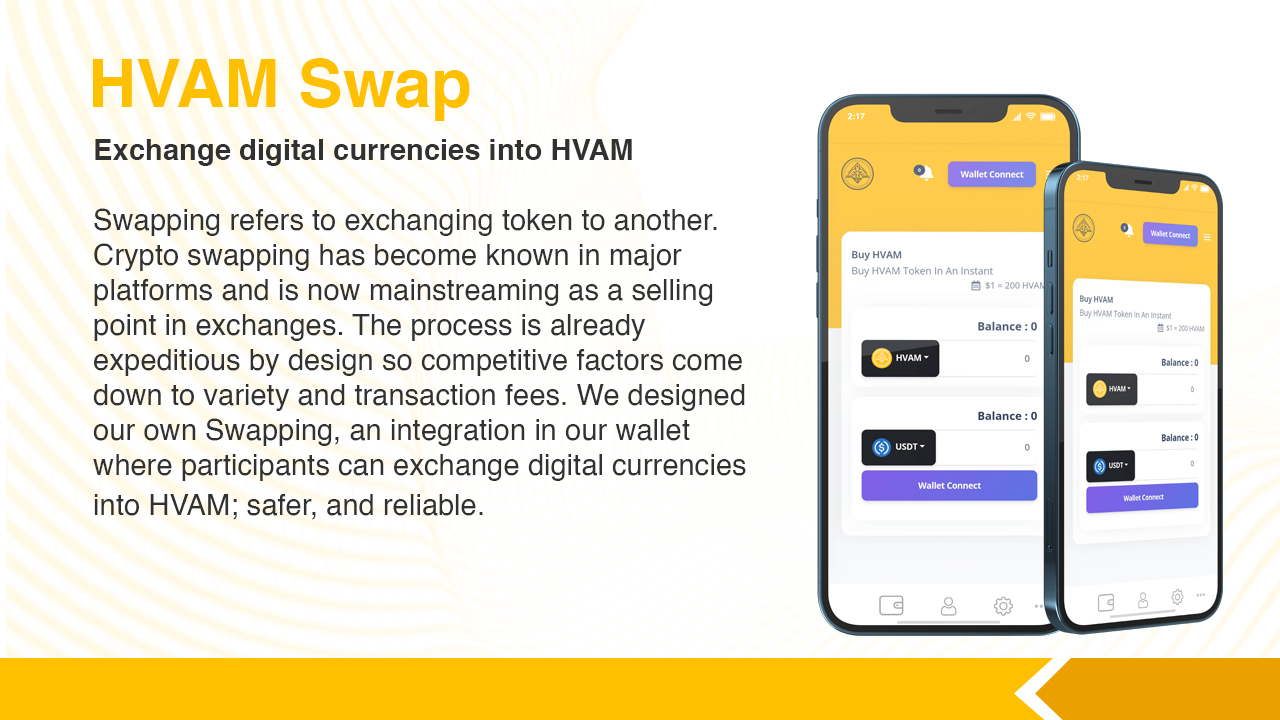 HVAM Swap
Exchange digital currencies into HVAM
Swapping refers to exchanging token to another.
Crypto swapping has become known in major
platforms and is now mainstreaming as a selling
point in exchanges. The process is already
expeditious by design so competitive factors come
down to variety and transaction fees. We designed
our own Swapping, an integration in our wallet
where participants can exchange digital currencies
into HVAM; safer, and reliable.
2:17
0
Wallet Connect
Buy HVAM
Buy HVAM Token In An Instant
$1 = 200 HVAM
Balance : 0
HVAM
0
Balance : 0
USDT
0
Wallet Connect
2:17
0
Wallet Connect
Buy HVAM
Buy HVAM Token In An Instant
$1 = 200 HVAM
Balance : 0
HVAM
0
Balance : 0
USDT
0
Wallet Connect